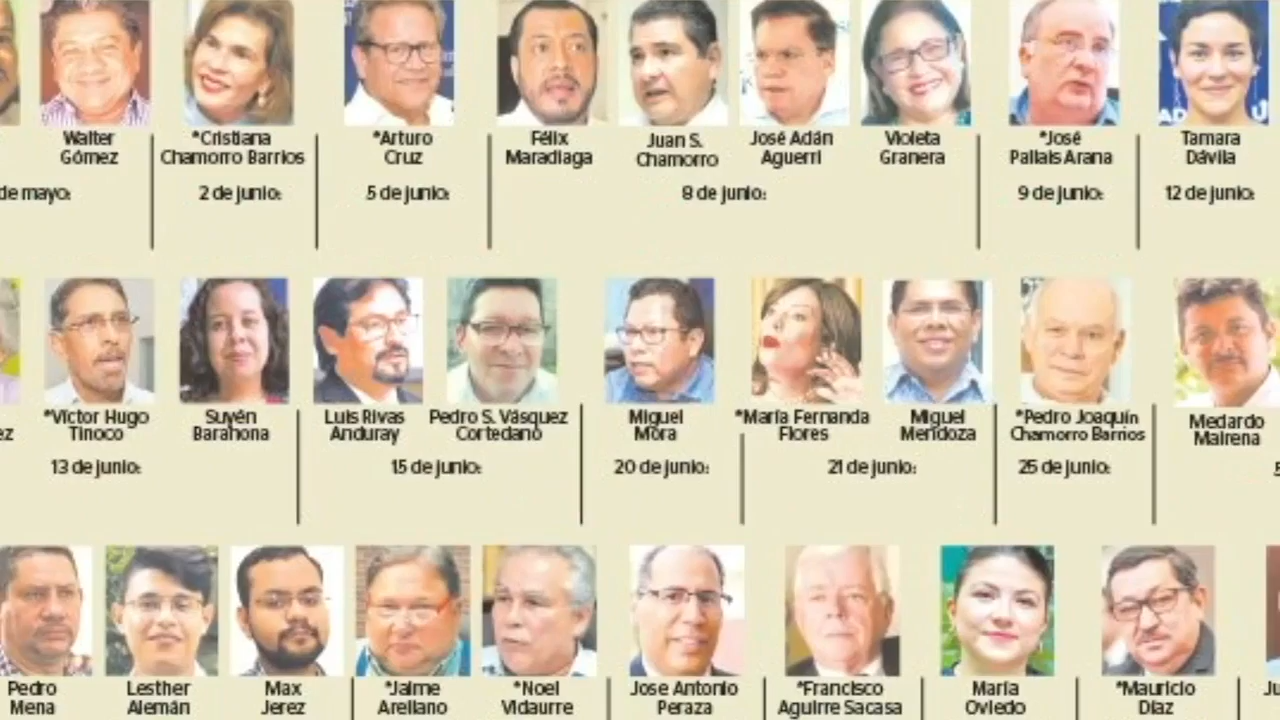 Walter
Gómez
*Cristiana
Chamorro Barrios
*Arturo
Cruz
Félix
Maradiaga
Juan S.
Chamorro
José Adán
Aguerri
Violeta
Granera
*José
Pallais Arana
Tamara
Dávila
de mayo:
2 de junio:
5 de junio:
8 de junio:
9 de junio:
12 de junio:
ez
*Víctor Hugo
Tinoco
Suyén
Barahona
Luis Rivas
Anduray
Pedro S. Vásquez
Cortedano
Miguel
Mora
*María Fernanda
Flores
Miguel
Mendoza
*Pedro Joaquín
Chamorro Barrios
Medardo
Mairena
13 de junio:
15 de junio:
20 de junio:
21 de junio:
25 de junio:
5
Pedro
Mena
Lesther
Alemán
Max
Jerez
*Jaime
Arellano
*Noel
Vidaurre
Jose Antonio
Peraza
*Francisco
Aguirre Sacasa
María
Oviedo
*Mauricio
Díaz
Ju